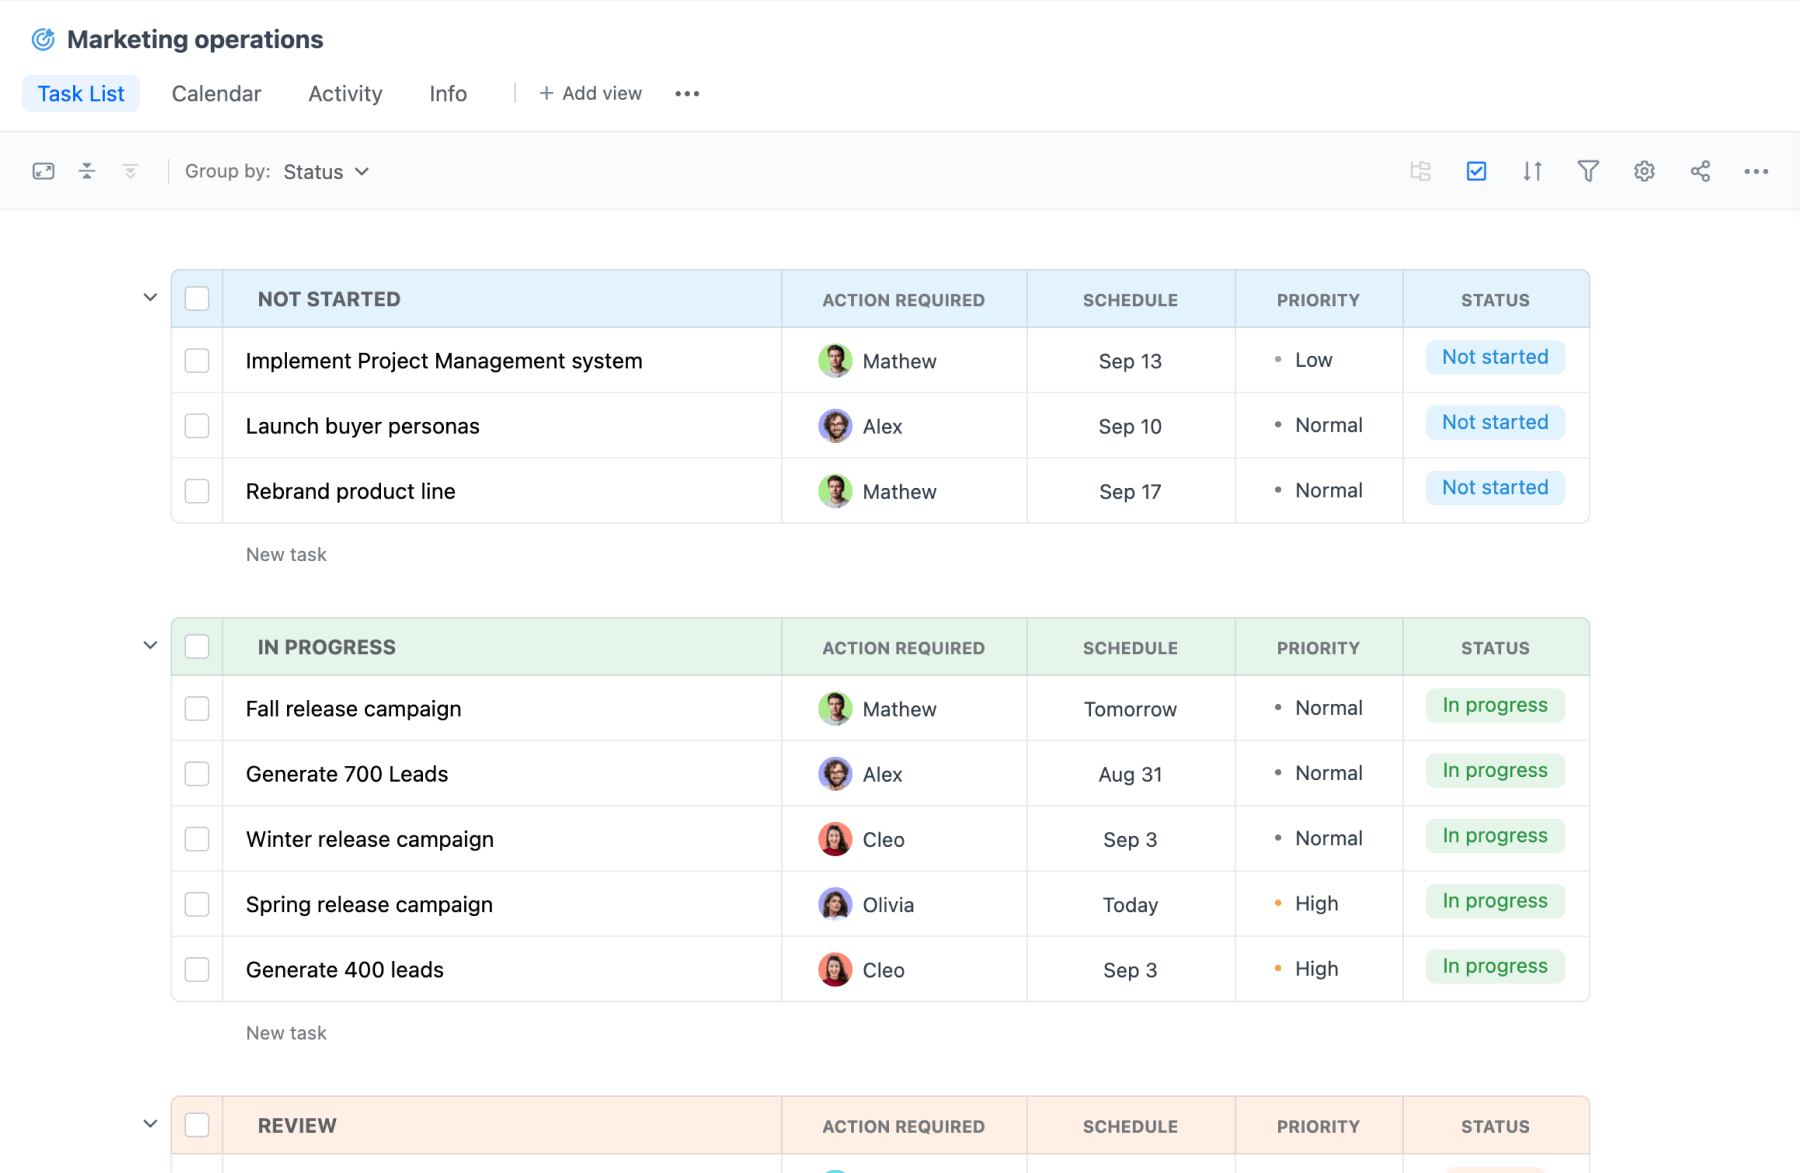 Marketing operations
Task List Calendar Activity Info + Add view
Group by: Status
NOT STARTED ACTION REQUIRED SCHEDULE PRIORITY STATUS
Implement Project Management system Mathew Sep 13 Low Not started
Launch buyer personas Alex Sep 10 Normal Not started
Rebrand product line Mathew Sep 17 Normal Not started
New task
IN PROGRESS ACTION REQUIRED SCHEDULE PRIORITY STATUS
Fall release campaign Mathew Tomorrow Normal In progress
Generate 700 Leads Alex Aug 31 Normal In progress
Winter release campaign Cleo Sep 3 Normal In progress
Spring release campaign Olivia Today High In progress
Generate 400 leads Cleo Sep 3 High In progress
New task
REVIEW ACTION REQUIRED SCHEDULE PRIORITY STATUS